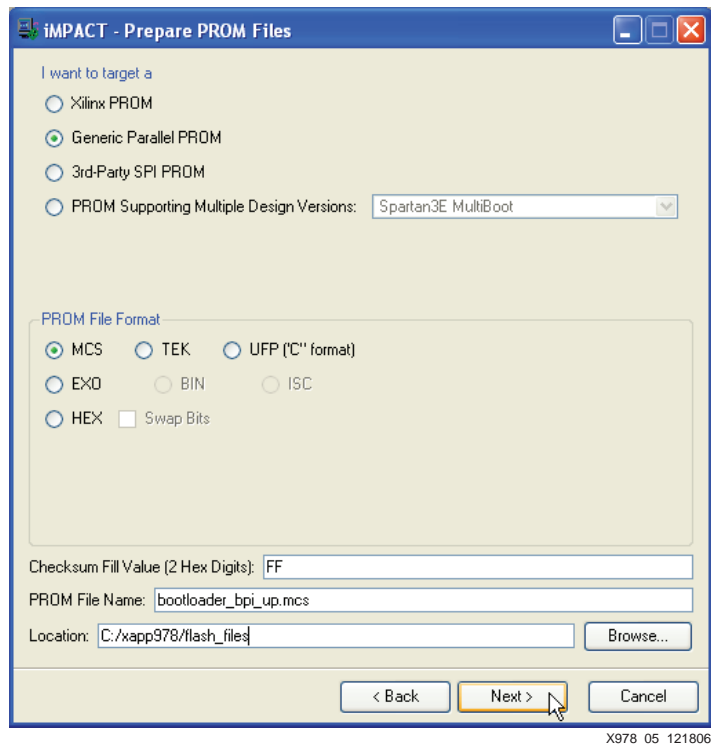 iMPACT - Prepare PROM Files
I want to target a
Xilinx PROM
Generic Parallel PROM
3rd-Party SPI PROM
PROM Supporting Multiple Design Versions: Spartan3E MultiBoot
PROM File Format
MCS TEK UFP ('C" format)
EXO BIN ISC
HEX Swap Bits
Checksum Fill Value (2 Hex Digits): FF
PROM File Name: bootloader_bpi_up.mcs
Location: C:/xapp978/flash_files Browse...
< Back Next > Cancel
X978_05_121806